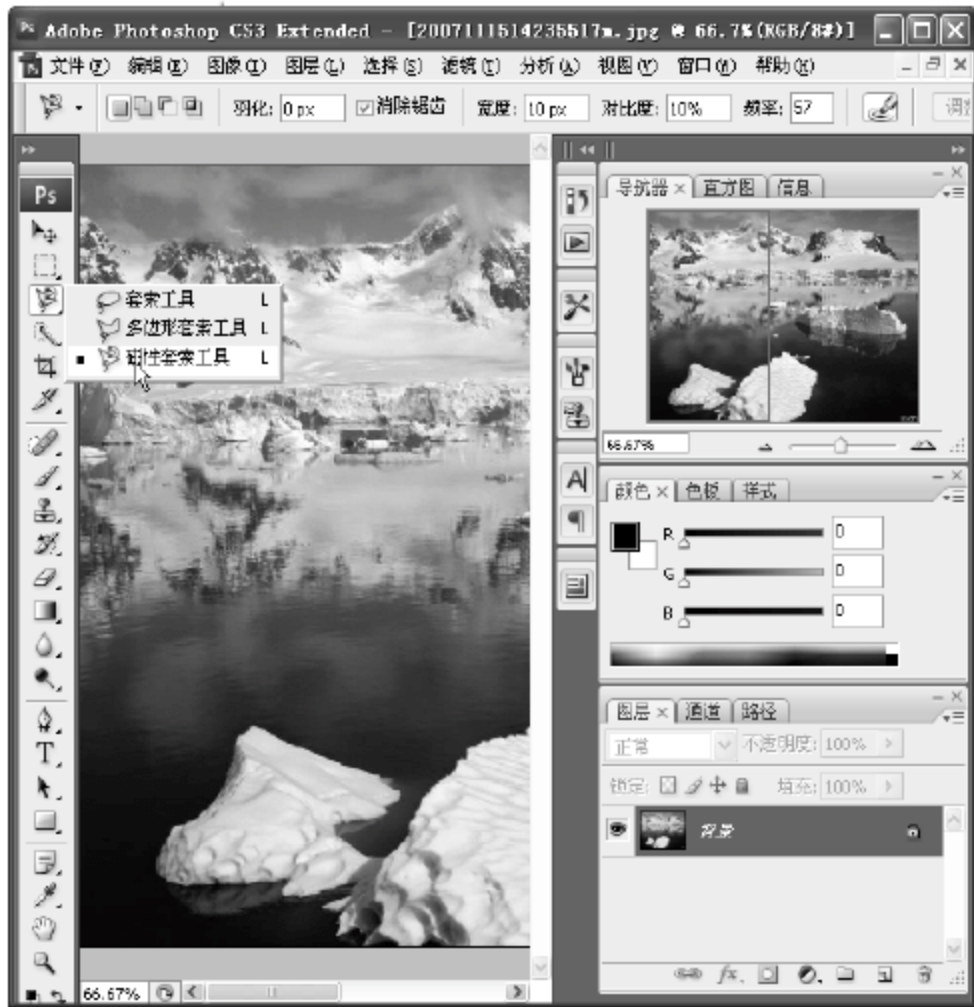 Adobe Photoshop CS3 Extended - [2007111514235517m.jpg @ 66.7%(RGB/8#)]
文件(F) 编辑(E) 图像(I) 图层(L) 选择(S) 滤镜(T) 分析(A) 视图(V) 窗口(W) 帮助(H)
羽化: 0 px 消除锯齿 宽度: 10 px 对比度: 10% 频率: 57
Ps
套索工具 L
多边形套索工具 L
磁性套索工具 L
导航器 × 直方图 信息
66.67%
颜色 × 色板 样式
R 0
G 0
B 0
图层 × 通道 路径
正常 不透明度: 100%
锁定: 填充: 100%
背景
66.67%